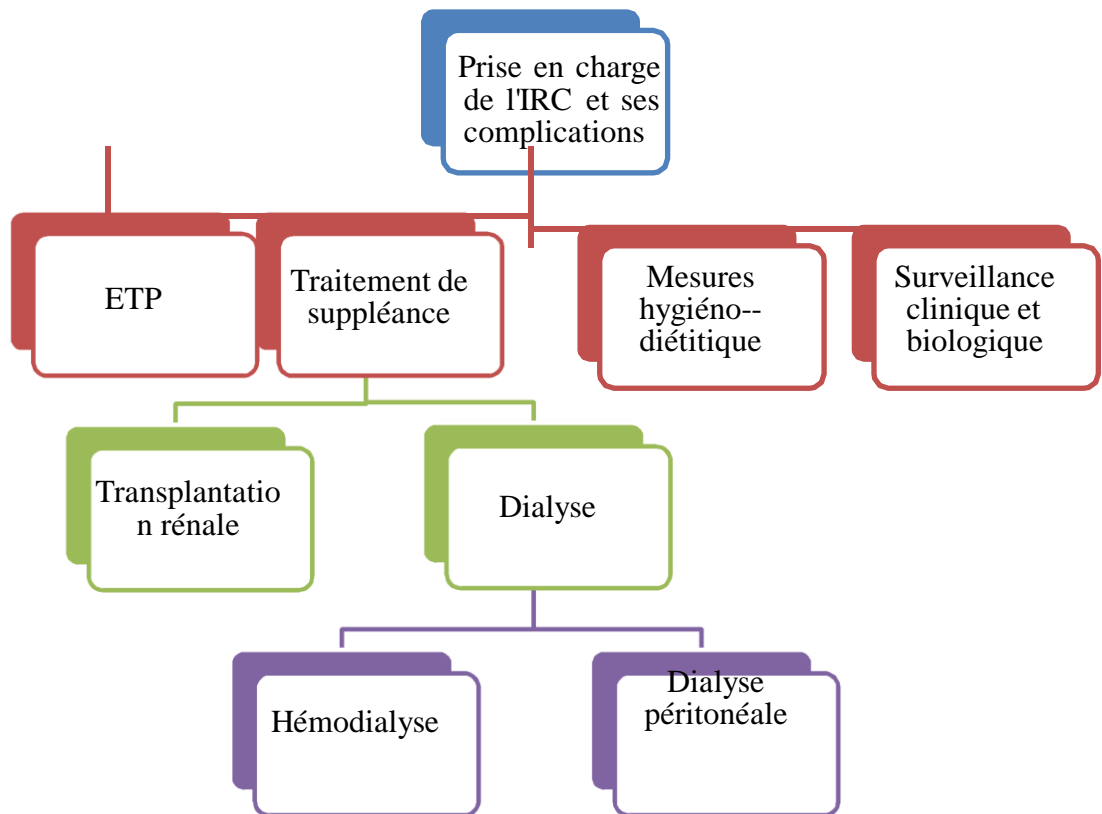 Prise en charge
de l'IRC et ses
complications
ETP
Traitement de
suppléance
Mesures
hygiéno--
diététique
Surveillance
clinique et
biologique
Transplantatio
n rénale
Dialyse
Hémodialyse
Dialyse
péritonéale